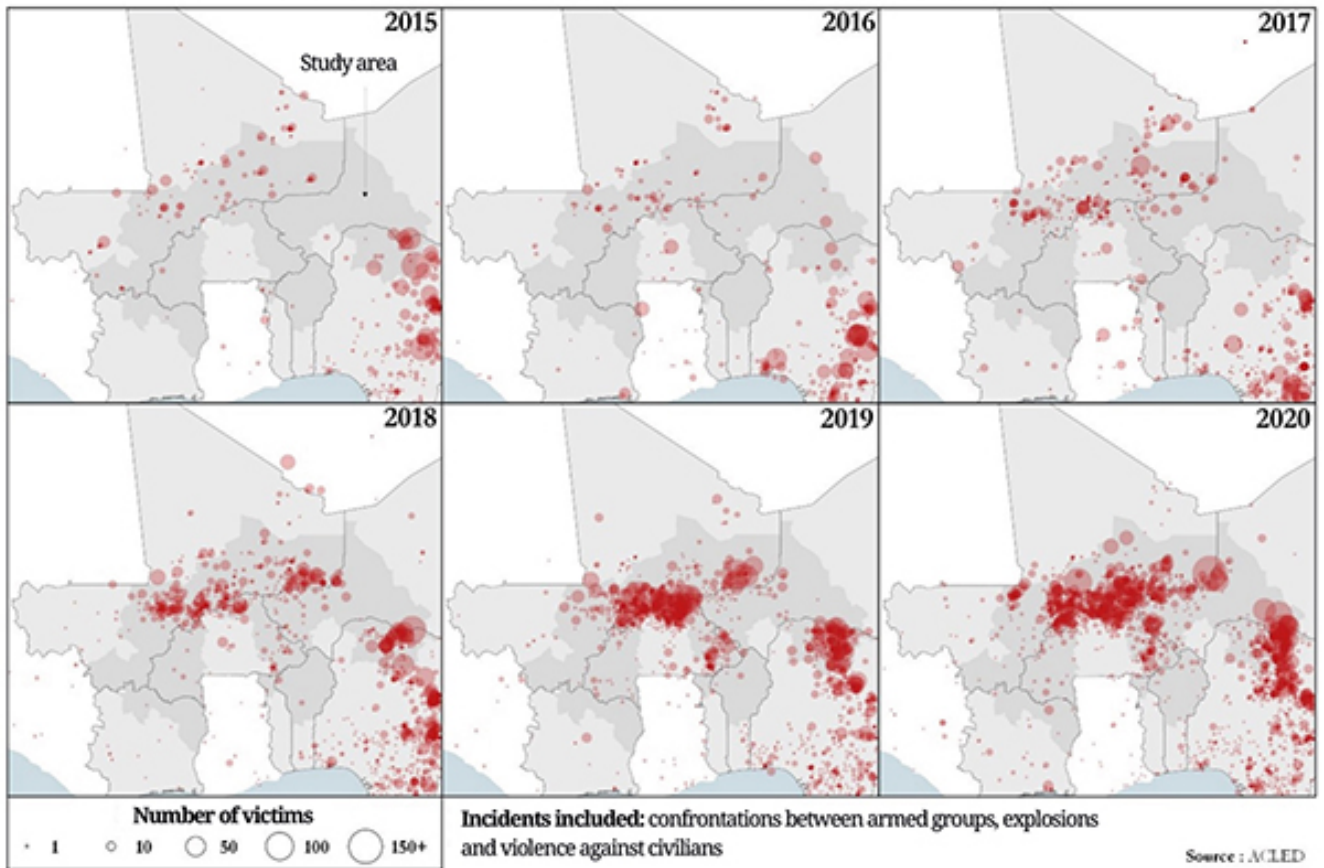 2015
Study area
2016
2017
2018
2019
2020
Number of victims
1 10 50 100 150+
Incidents included: confrontations between armed groups, explosions
and violence against civilians
Source : ACLED